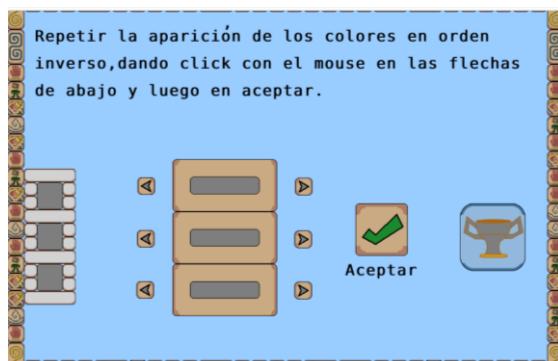 Repetir la aparición de los colores en orden
inverso,dando click con el mouse en las flechas
de abajo y luego en aceptar.
Aceptar